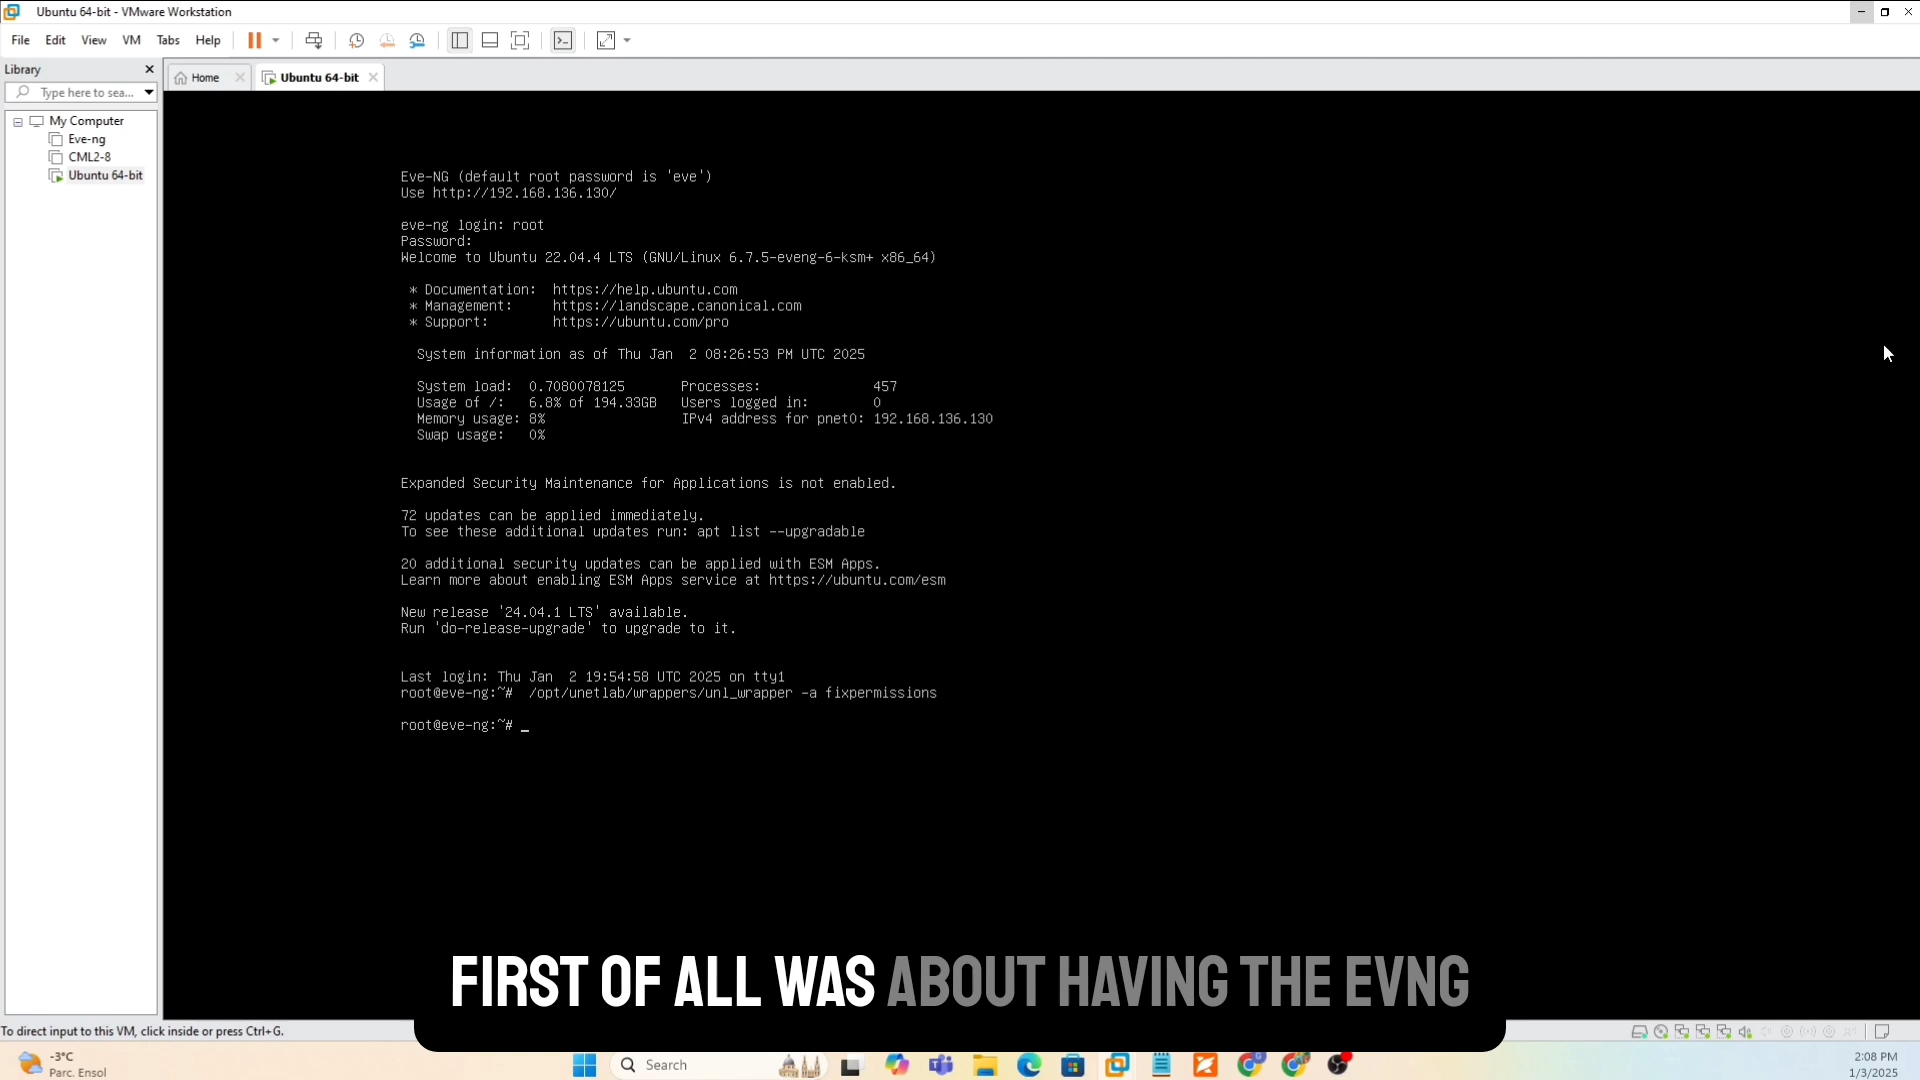 Ubuntu 64-bit - VMware Workstation
File Edit View VM Tabs Help
Library
Home
Ubuntu 64-bit
Type here to sea...
My Computer
Eve-ng
CML2-8
Ubuntu 64-bit
Eve-NG (default root password is 'eve')
Use http://192.168.136.130/
eve-ng login: root
Password:
Welcome to Ubuntu 22.04.4 LTS (GNU/Linux 6.7.5-eveng-6-ksm+ x86_64)
* Documentation:  https://help.ubuntu.com
* Management:     https://landscape.canonical.com
* Support:        https://ubuntu.com/pro
System information as of Thu Jan  2 08:26:53 PM UTC 2025
System load:  0.7080078125       Processes:              457
Usage of /:   6.8% of 194.33GB   Users logged in:        0
Memory usage: 8%                 IPv4 address for pnet0: 192.168.136.130
Swap usage:   0%
Expanded Security Maintenance for Applications is not enabled.
72 updates can be applied immediately.
To see these additional updates run: apt list --upgradable
20 additional security updates can be applied with ESM Apps.
Learn more about enabling ESM Apps service at https://ubuntu.com/esm
New release '24.04.1 LTS' available.
Run 'do-release-upgrade' to upgrade to it.
Last login: Thu Jan  2 19:54:58 UTC 2025 on tty1
root@eve-ng:~#  /opt/unetlab/wrappers/unl_wrapper -a fixpermissions
root@eve-ng:~# _
FIRST OF ALL WAS ABOUT HAVING THE EVNG
To direct input to this VM, click inside or press Ctrl+G.
-3°C
Parc. Ensol
Search
2:08 PM
1/3/2025